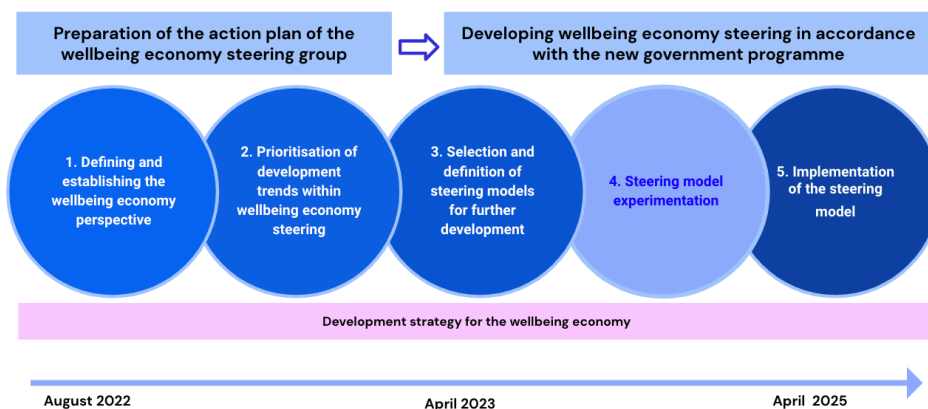 Preparation of the action plan of the
wellbeing economy steering group
Developing wellbeing economy steering in accordance
with the new government programme
1. Defining and
establishing the
wellbeing economy
perspective
2. Prioritisation of
development
trends within
wellbeing economy
steering
3. Selection and
definition of
steering models
for further
development
4. Steering model
experimentation
5. Implementation
of the steering
model
Development strategy for the wellbeing economy
August 2022
April 2023
April 2025